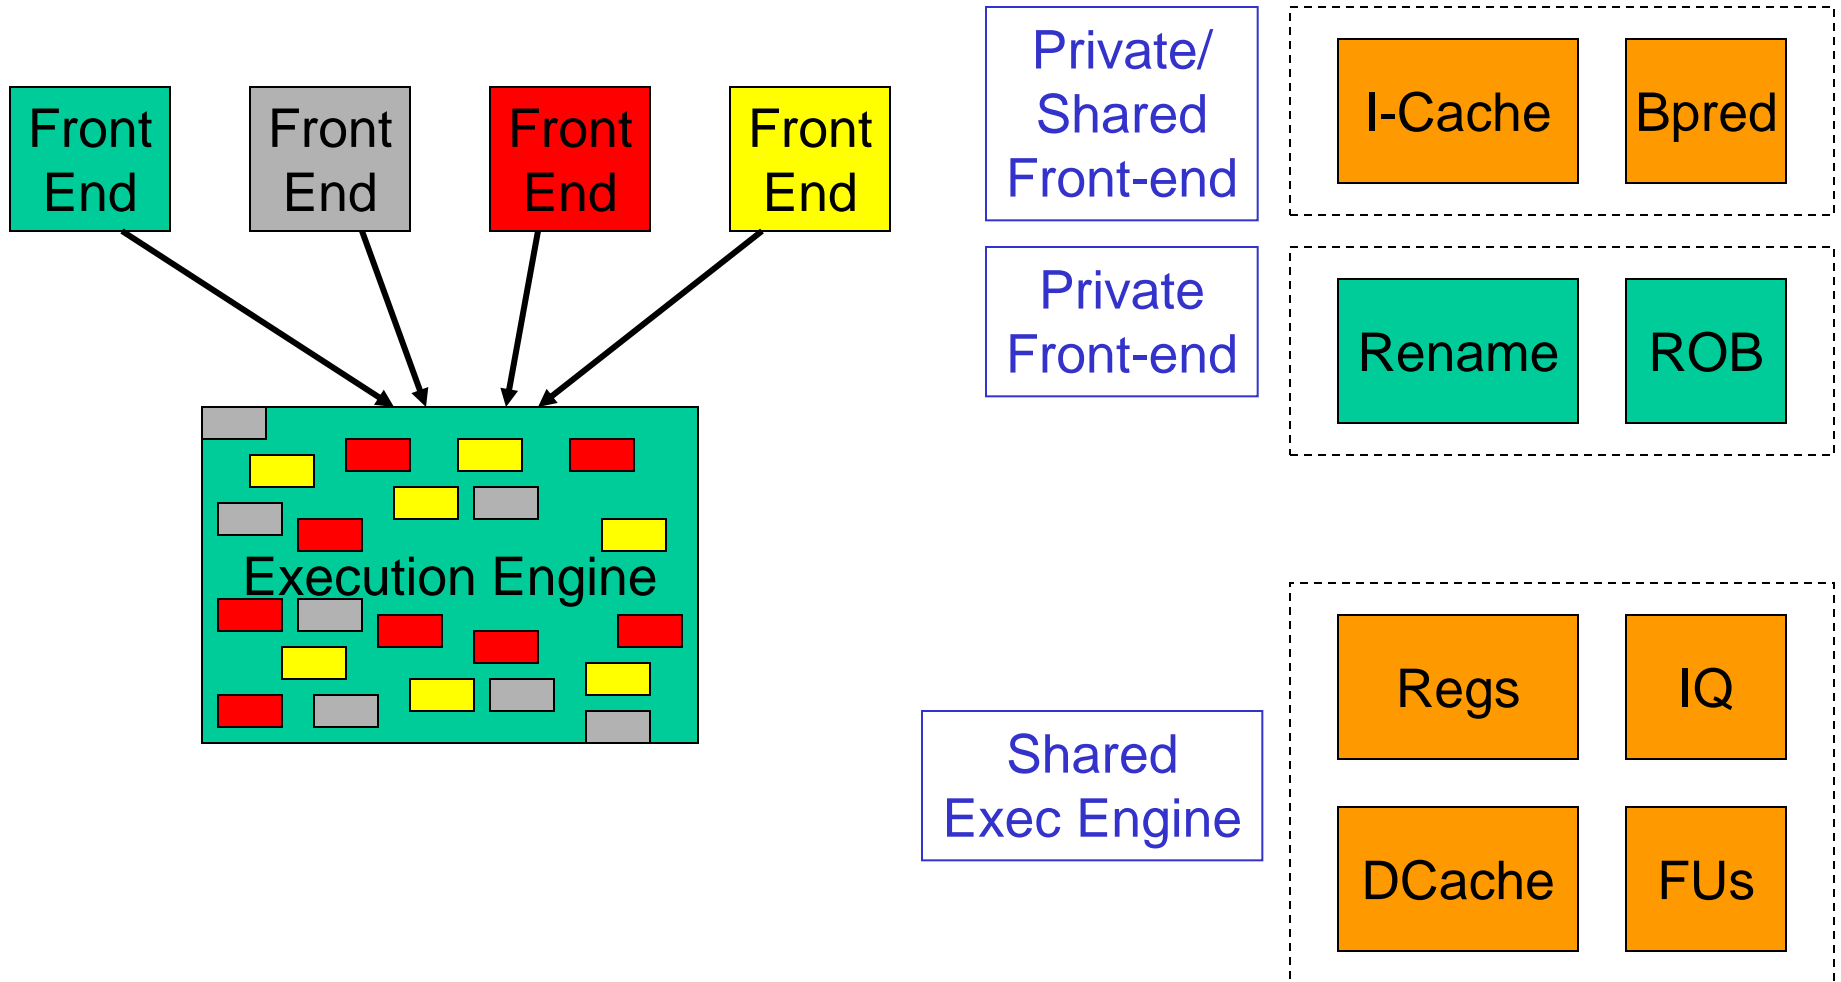 Front
End
Front
End
Front
End
Front
End
Execution Engine
Private/
Shared
Front-end
I-Cache
Bpred
Private
Front-end
Rename
ROB
Shared
Exec Engine
Regs
IQ
DCache
FUs